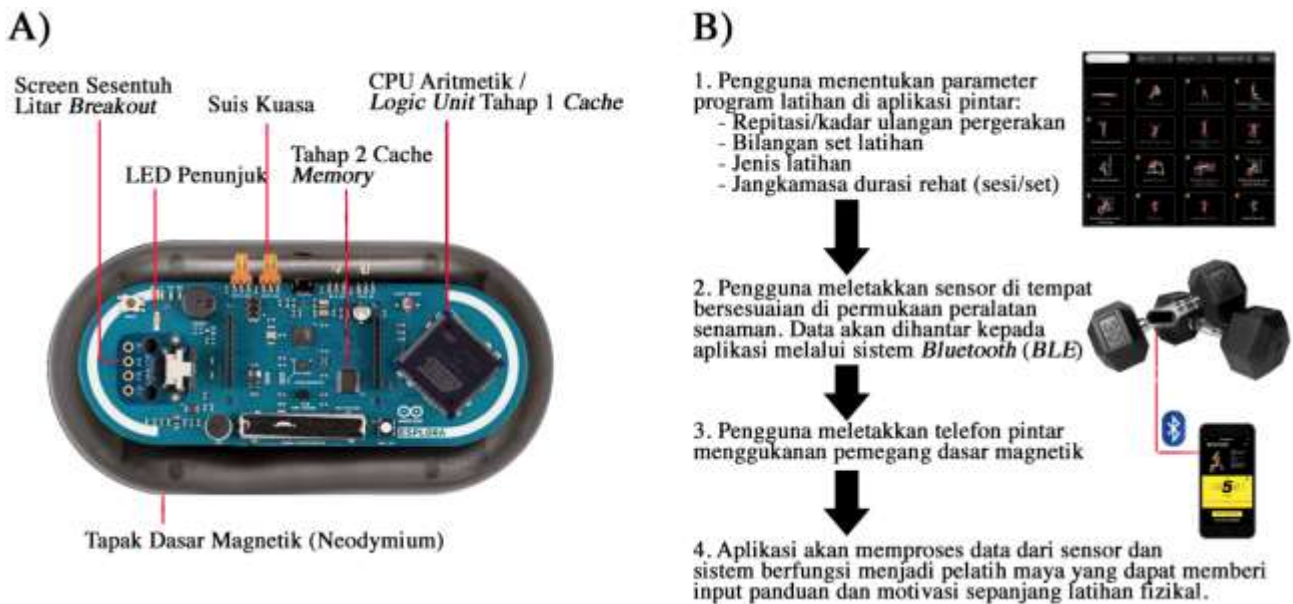 A)
Screen Sesentuh
Litar Breakout
Suis Kuasa
CPU Aritmetik /
Logic Unit Tahap 1 Cache
LED Penunjuk
Tahap 2 Cache
Memory
ESPLORA
Tapak Dasar Magnetik (Neodymium)
B)
1. Pengguna menentukan parameter
program latihan di aplikasi pintar:
- Repitasi/kadar ulangan pergerakan
- Bilangan set latihan
- Jenis latihan
- Jangkamasa durasi rehat (sesi/set)
2. Pengguna meletakkan sensor di tempat
bersesuaian di permukaan peralatan
senaman. Data akan dihantar kepada
aplikasi melalui sistem Bluetooth (BLE)
3. Pengguna meletakkan telefon pintar
menggukanan pemegang dasar magnetik
5
4. Aplikasi akan memproses data dari sensor dan
sistem berfungsi menjadi pelatih maya yang dapat memberi
input panduan dan motivasi sepanjang latihan fizikal.